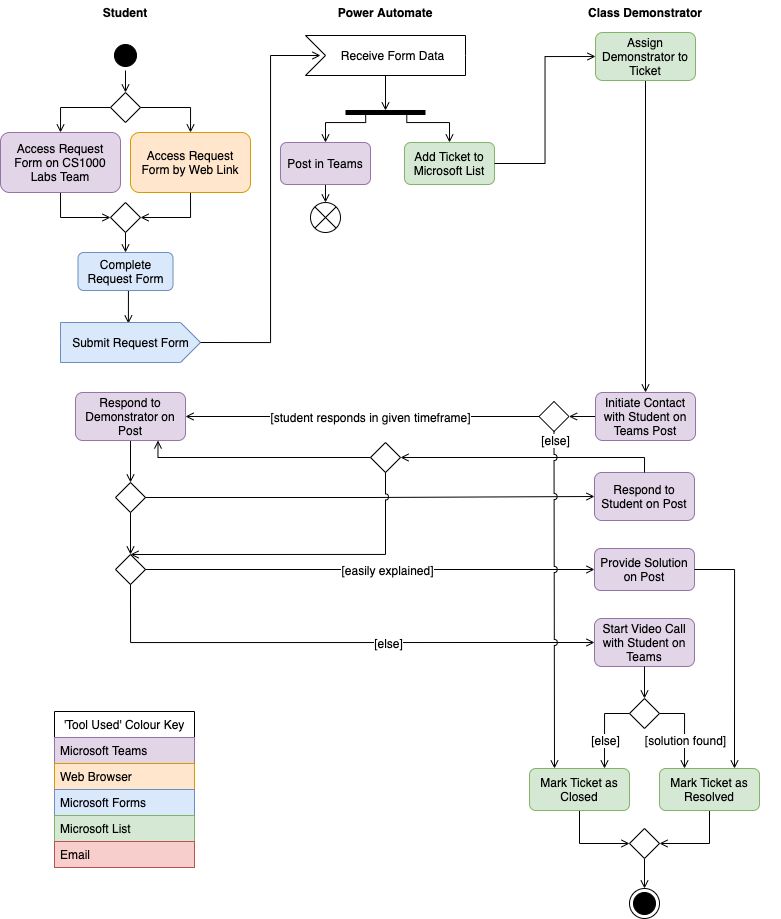 Student
Power Automate
Class Demonstrator
Receive Form Data
Assign
Demonstrator to
Ticket
Access Request
Form on CS1000
Labs Team
Access Request
Form by Web Link
Post in Teams
Add Ticket to
Microsoft List
Complete
Request Form
Submit Request Form
Respond to
Demonstrator on
Post
[student responds in given timeframe]
[else]
Initiate Contact
with Student on
Teams Post
Respond to
Student on Post
[easily explained]
Provide Solution
on Post
[else]
Start Video Call
with Student on
Teams
[else]
[solution found]
Mark Ticket as
Closed
Mark Ticket as
Resolved
'Tool Used' Colour Key
Microsoft Teams
Web Browser
Microsoft Forms
Microsoft List
Email